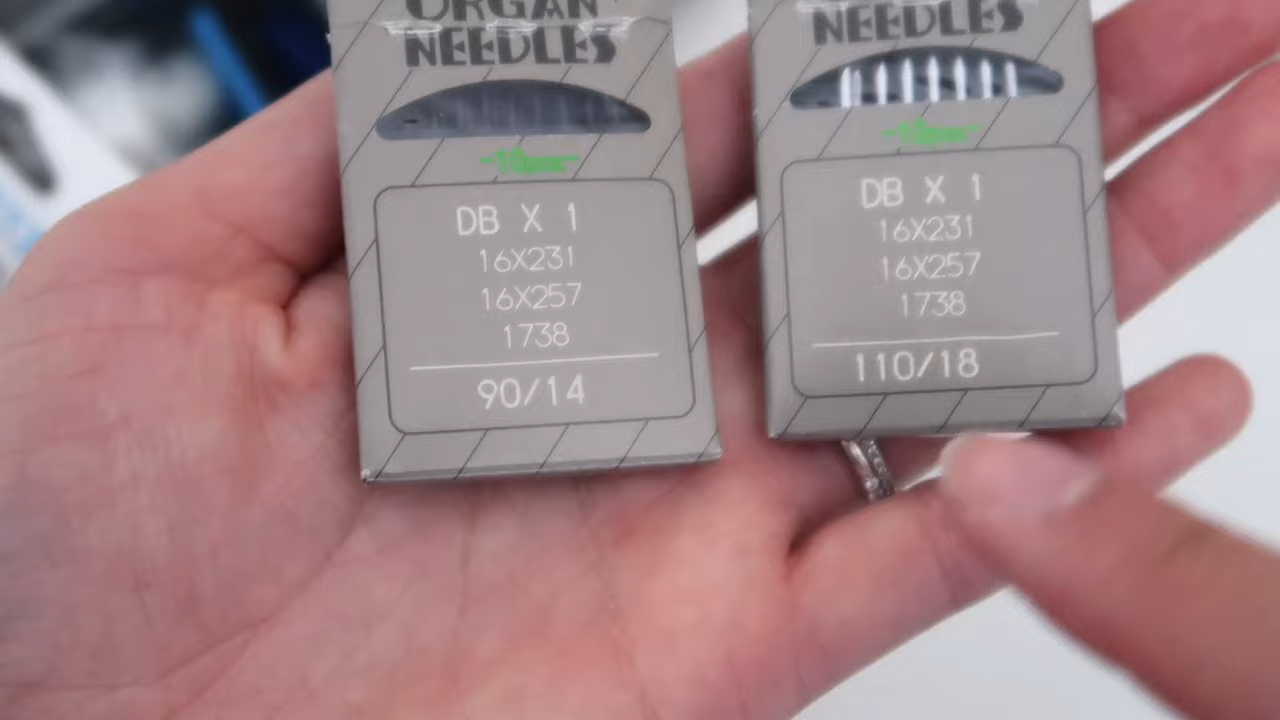 ORGAN
NEEDLES
DB X 1
16X231
16X257
1738
90/14
NEEDLES
DB X 1
16X231
16X257
1738
110/18